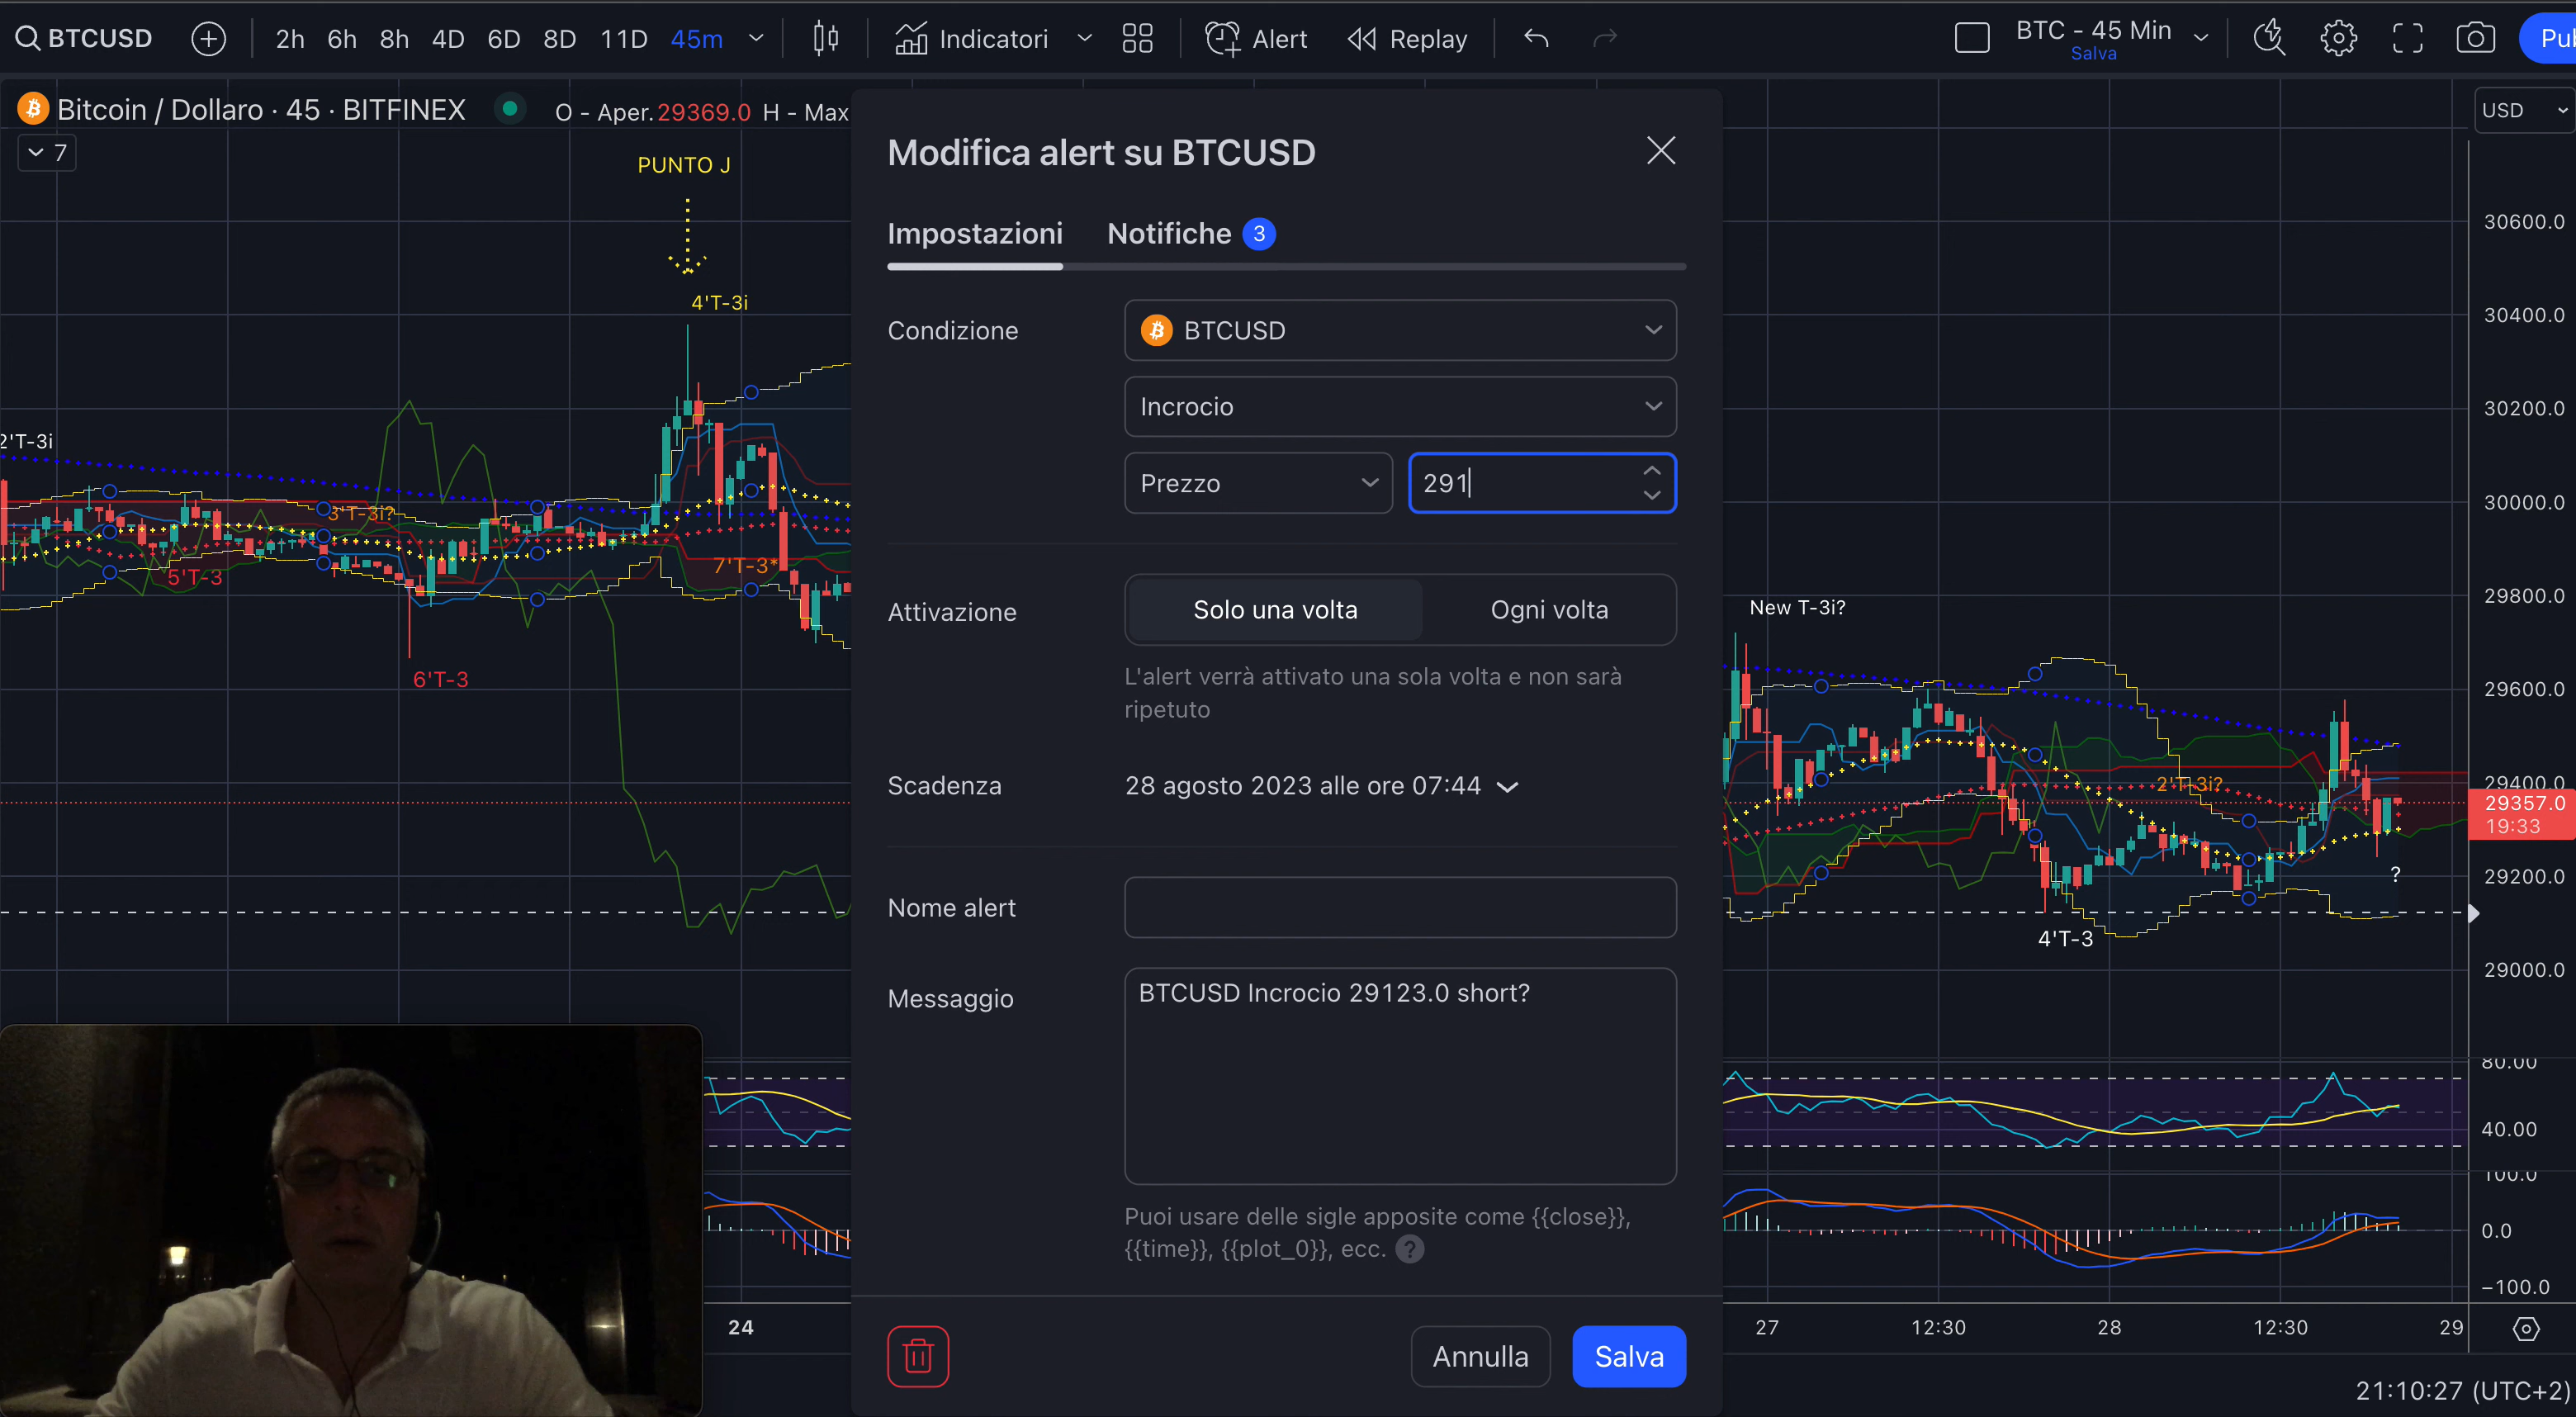 BTCUSD 2h 6h 8h 4D 6D 8D 11D 45m Indicatori Alert Replay BTC - 45 Min
Salva
Bitcoin / Dollaro · 45 · BITFINEX O - Aper.29369.0 H - Max
USD
7
PUNTO J
4'T-3i
2'T-3i
3'T-3i?
5'T-3
7'T-3*
6'T-3
Modifica alert su BTCUSD
Impostazioni Notifiche 3
Condizione BTCUSD
Incrocio
Prezzo 291
Attivazione Solo una volta Ogni volta
L'alert verrà attivato una sola volta e non sarà
ripetuto
Scadenza 28 agosto 2023 alle ore 07:44
Nome alert
Messaggio BTCUSD Incrocio 29123.0 short?
Puoi usare delle sigle apposite come {{close}},
{{time}}, {{plot_0}}, ecc. ?
Annulla Salva
New T-3i?
2'T-3i?
?
4'T-3
30600.0
30400.0
30200.0
30000.0
29800.0
29600.0
29400.0
29357.0
19:33
29200.0
29000.0
80.00
40.00
100.0
0.0
−100.0
24 27 12:30 28 12:30 29
21:10:27 (UTC+2)